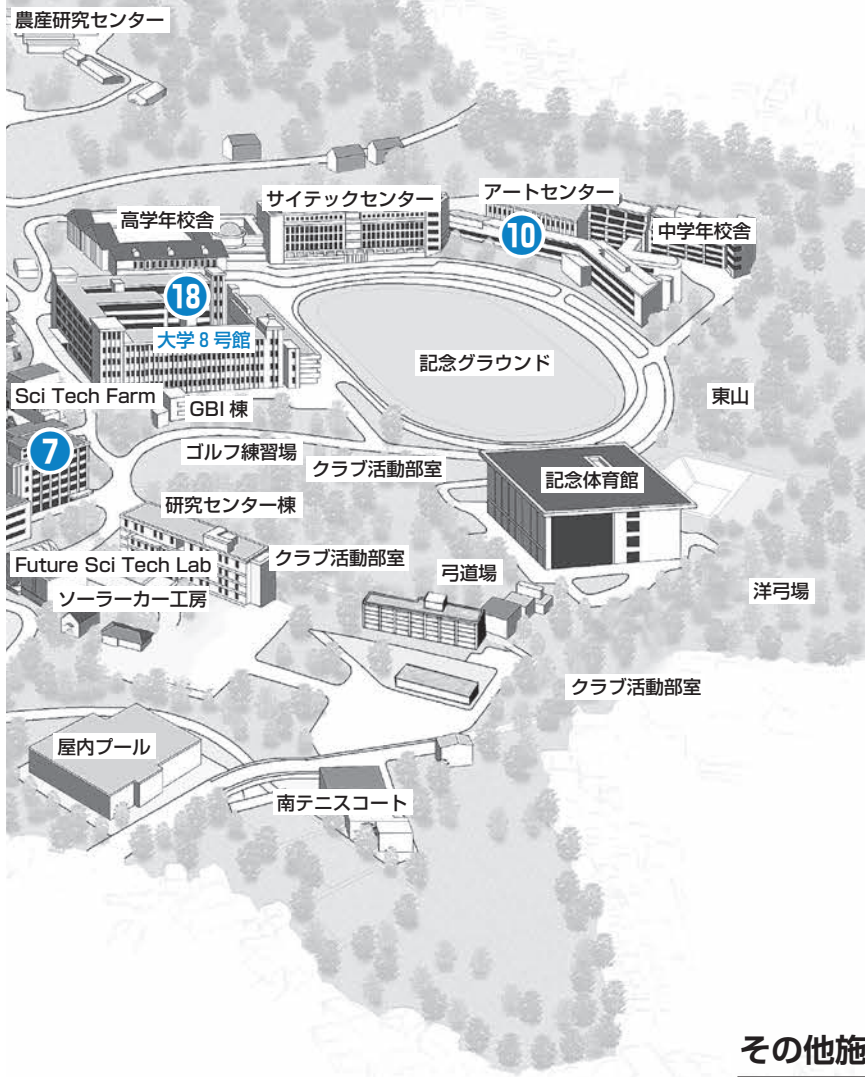 農産研究センター
サイテックセンター
アートセンター
高学年校舎
10
中学年校舎
18
大学8号館
記念グラウンド
Sci Tech Farm
GBI 棟
東山
7
ゴルフ練習場
クラブ活動部室
記念体育館
研究センター棟
Future Sci Tech Lab
クラブ活動部室
弓道場
ソーラーカー工房
洋弓場
クラブ活動部室
屋内プール
南テニスコート
その他施